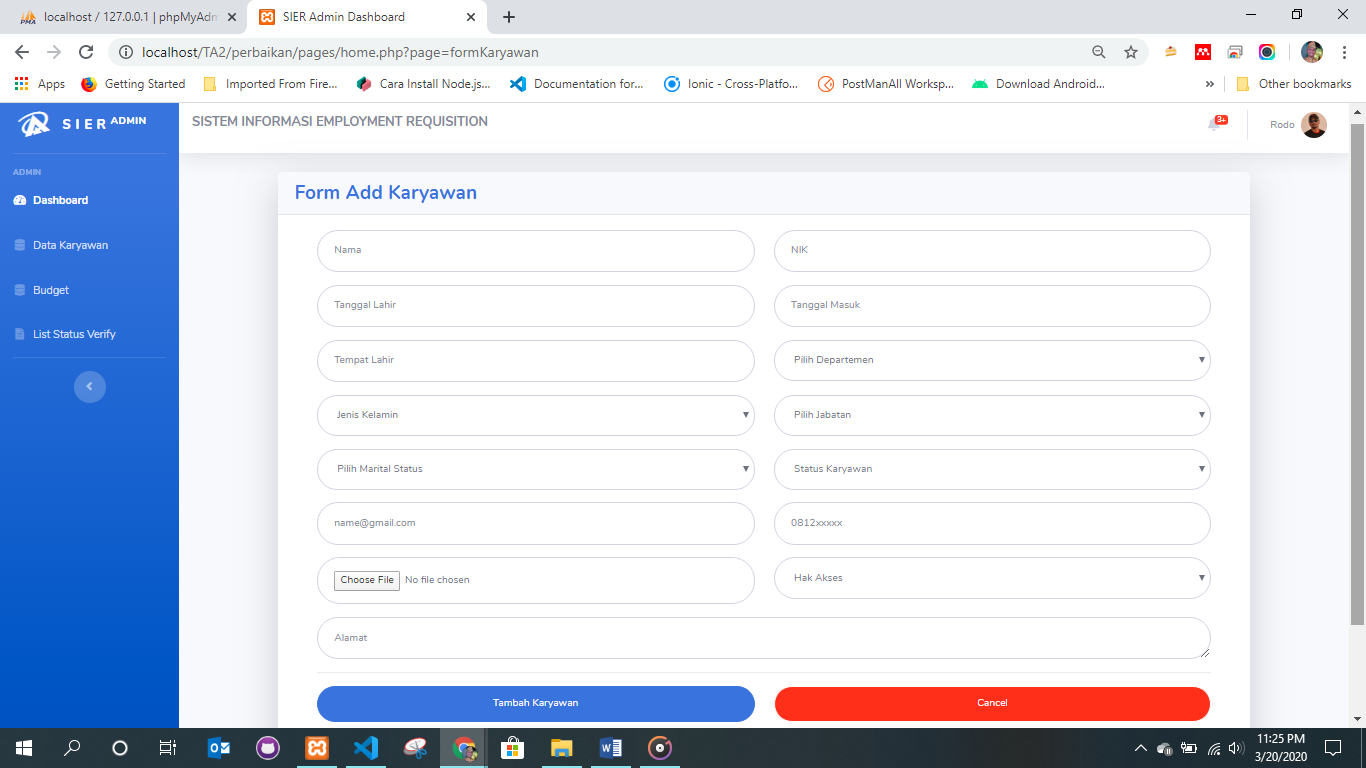 localhost / 127.0.0.1 | phpMyAdm
SIER Admin Dashboard
localhost/TA2/perbaikan/pages/home.php?page=formKaryawan
Apps Getting Started Imported From Fire... Cara Install Node.js... Documentation for... Ionic - Cross-Platfo... PostManAll Worksp... Download Android... » Other bookmarks
SIER ADMIN
SISTEM INFORMASI EMPLOYMENT REQUISITION
3+
Rodo
ADMIN
Dashboard
Data Karyawan
Budget
List Status Verify
Form Add Karyawan
Nama
NIK
Tanggal Lahir
Tanggal Masuk
Tempat Lahir
Pilih Departemen
Jenis Kelamin
Pilih Jabatan
Pilih Marital Status
Status Karyawan
name@gmail.com
0812xxxxx
Choose File No file chosen
Hak Akses
Alamat
Tambah Karyawan
Cancel
11:25 PM
3/20/2020